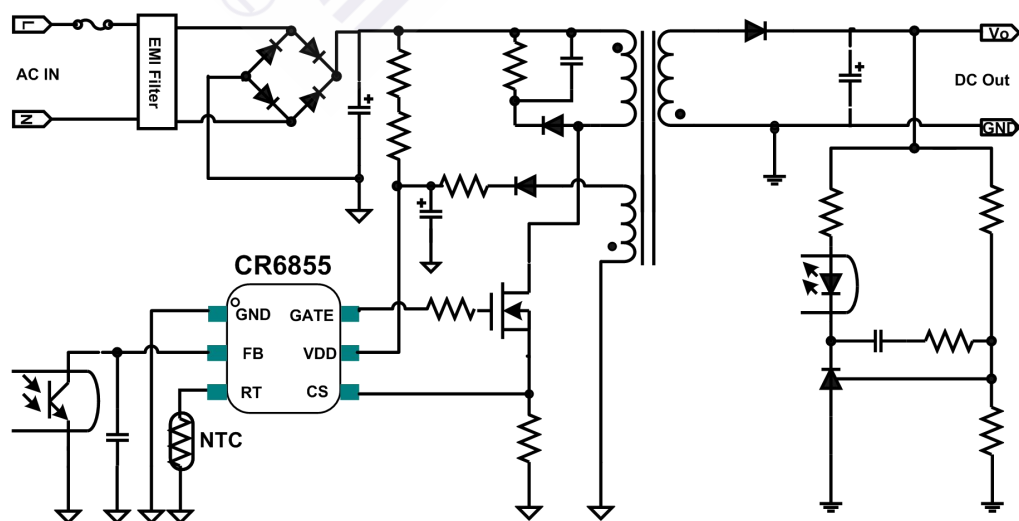 L
AC IN
N
EMI Filter
Vo
DC Out
GND
CR6855
GND
GATE
FB
VDD
RT
CS
NTC